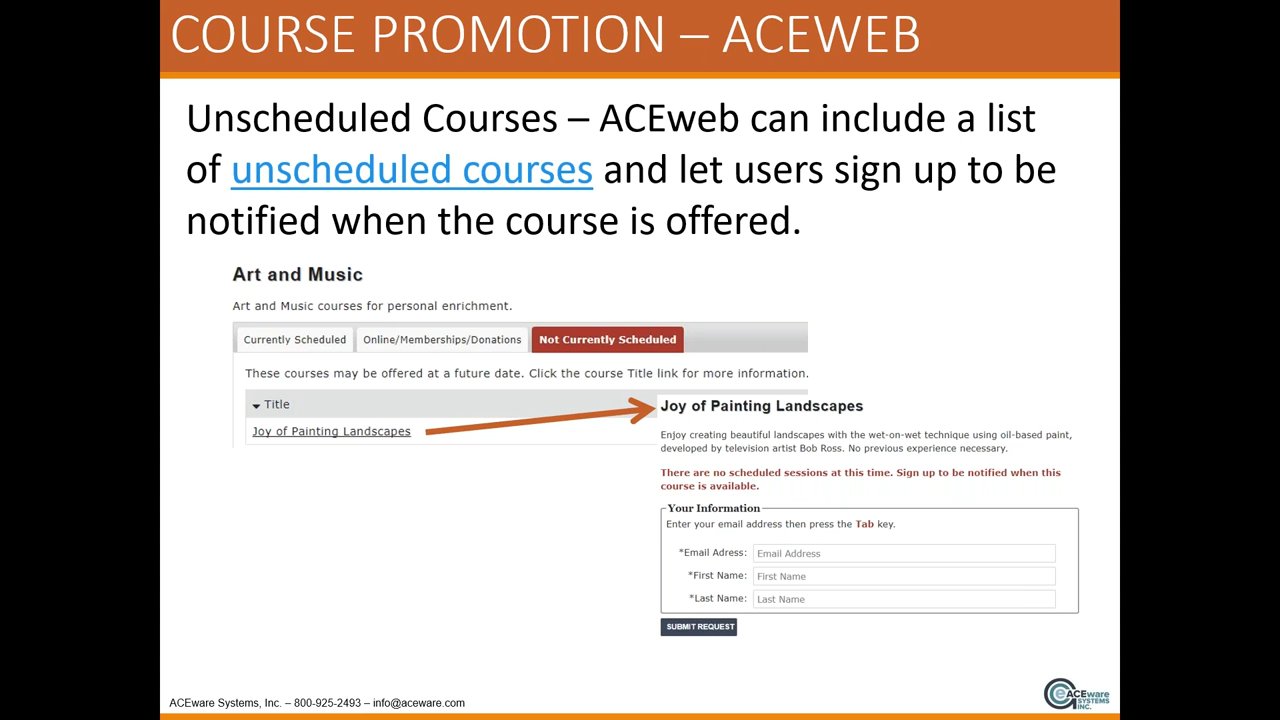 COURSE PROMOTION – ACEWEB
Unscheduled Courses – ACEweb can include a list
of unscheduled courses and let users sign up to be
notified when the course is offered.
Art and Music
Art and Music courses for personal enrichment.
Currently Scheduled Online/Memberships/Donations Not Currently Scheduled
These courses may be offered at a future date. Click the course Title link for more information.
Title
Joy of Painting Landscapes
Joy of Painting Landscapes
Enjoy creating beautiful landscapes with the wet-on-wet technique using oil-based paint,
developed by television artist Bob Ross. No previous experience necessary.
There are no scheduled sessions at this time. Sign up to be notified when this
course is available.
Your Information
Enter your email address then press the Tab key.
*Email Adress: Email Address
*First Name: First Name
*Last Name: Last Name
SUBMIT REQUEST
ACEware Systems, Inc. – 800-925-2493 – info@aceware.com
eACEware
SYSTEMS
INC.